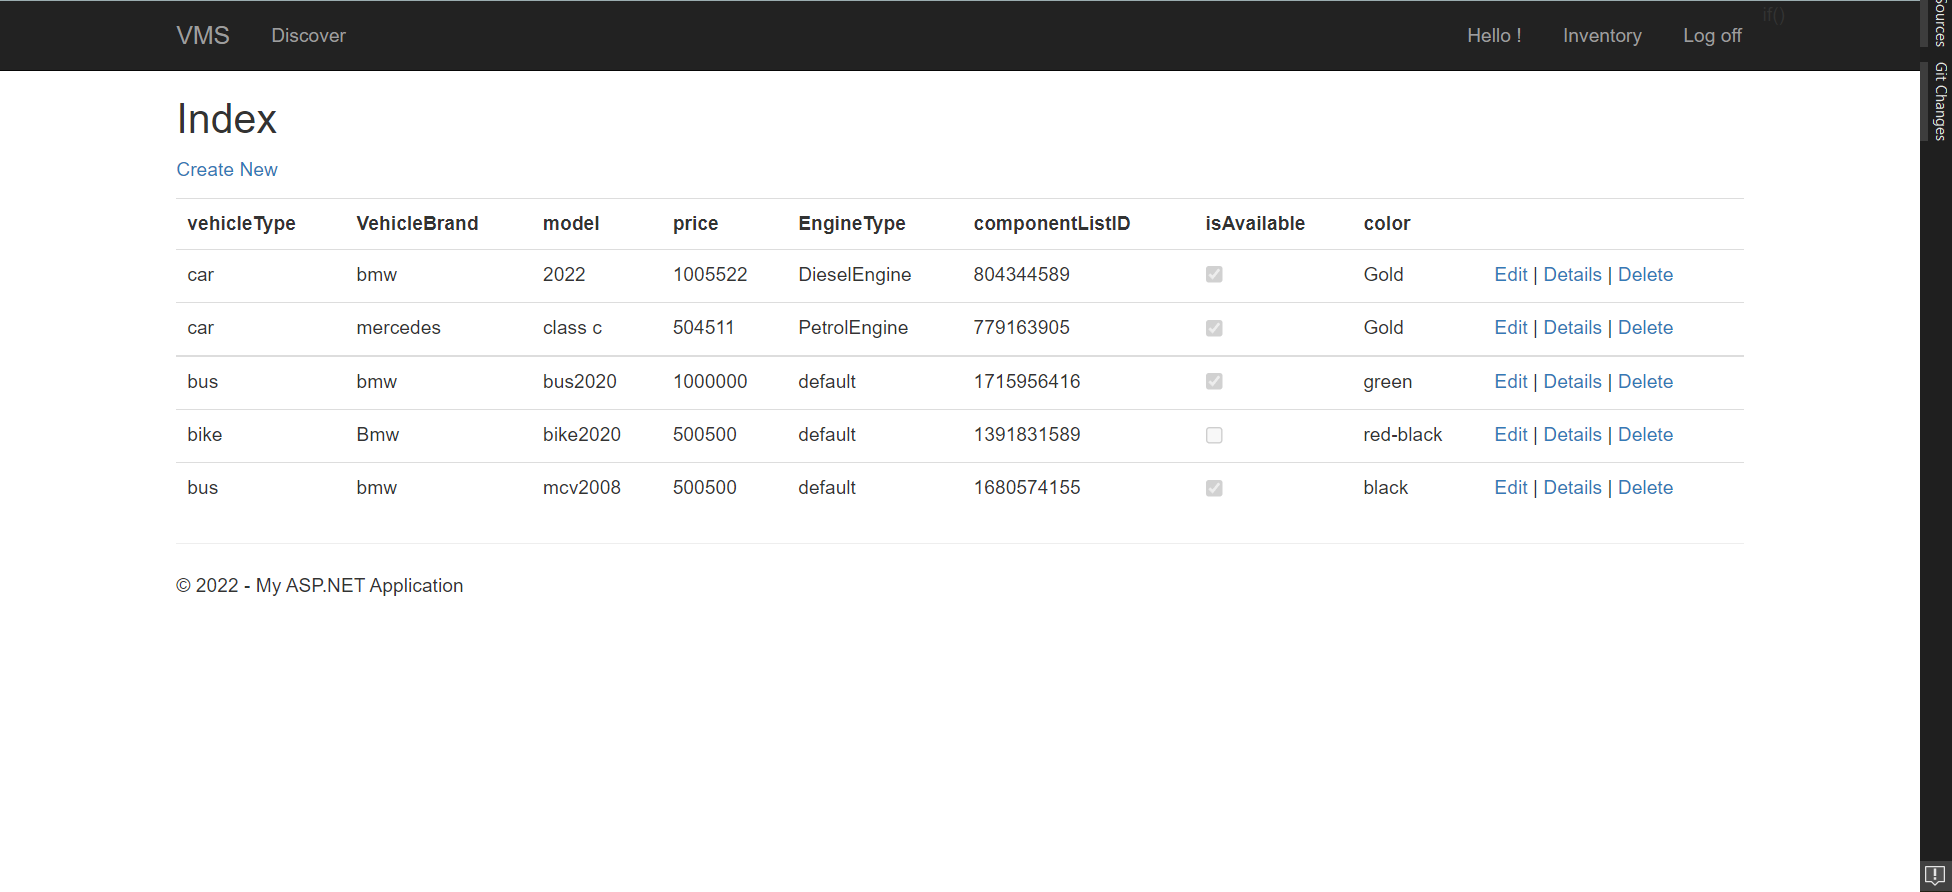 VMS Discover Hello ! Inventory Log off if()
Index
Create New
vehicleType VehicleBrand model price EngineType componentListID isAvailable color
car bmw 2022 1005522 DieselEngine 804344589 Gold Edit | Details | Delete
car mercedes class c 504511 PetrolEngine 779163905 Gold Edit | Details | Delete
bus bmw bus2020 1000000 default 1715956416 green Edit | Details | Delete
bike Bmw bike2020 500500 default 1391831589 red-black Edit | Details | Delete
bus bmw mcv2008 500500 default 1680574155 black Edit | Details | Delete
© 2022 - My ASP.NET Application
Git Changes